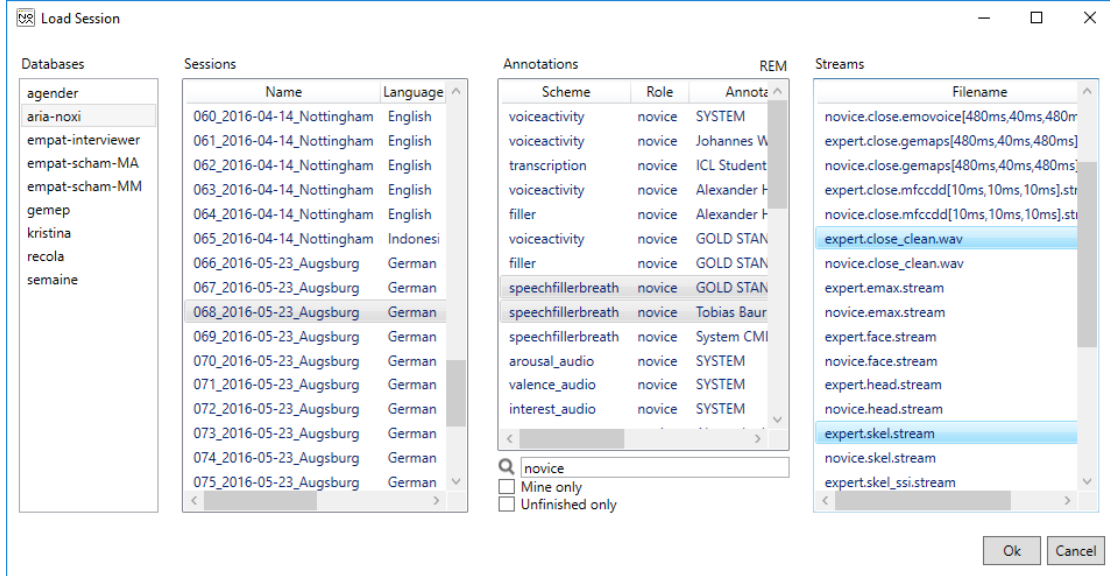 Load Session
Databases
agender
aria-noxi
empat-interviewer
empat-scham-MA
empat-scham-MM
gemep
kristina
recola
semaine
Sessions
Name Language
060_2016-04-14_Nottingham English
061_2016-04-14_Nottingham English
062_2016-04-14_Nottingham English
063_2016-04-14_Nottingham English
064_2016-04-14_Nottingham English
065_2016-04-14_Nottingham Indonesi
066_2016-05-23_Augsburg German
067_2016-05-23_Augsburg German
068_2016-05-23_Augsburg German
069_2016-05-23_Augsburg German
070_2016-05-23_Augsburg German
071_2016-05-23_Augsburg German
072_2016-05-23_Augsburg German
073_2016-05-23_Augsburg German
074_2016-05-23_Augsburg German
075_2016-05-23_Augsburg German
Annotations REM
Scheme Role Annota
voiceactivity novice SYSTEM
voiceactivity novice Johannes W
transcription novice ICL Student
voiceactivity novice Alexander H
filler novice Alexander H
voiceactivity novice GOLD STAN
filler novice GOLD STAN
speechfillerbreath novice GOLD STAN
speechfillerbreath novice Tobias Baur
speechfillerbreath novice System CMI
arousal_audio novice SYSTEM
valence_audio novice SYSTEM
interest_audio novice SYSTEM
novice
Mine only
Unfinished only
Streams
Filename
novice.close.emovoice[480ms,40ms,480m
expert.close.gemaps[480ms,40ms,480ms]
novice.close.gemaps[480ms,40ms,480ms]
expert.close.mfccdd[10ms,10ms,10ms].str
novice.close.mfccdd[10ms,10ms,10ms].str
expert.close_clean.wav
novice.close_clean.wav
expert.emax.stream
novice.emax.stream
expert.face.stream
novice.face.stream
expert.head.stream
novice.head.stream
expert.skel.stream
novice.skel.stream
expert.skel_ssi.stream
Ok Cancel